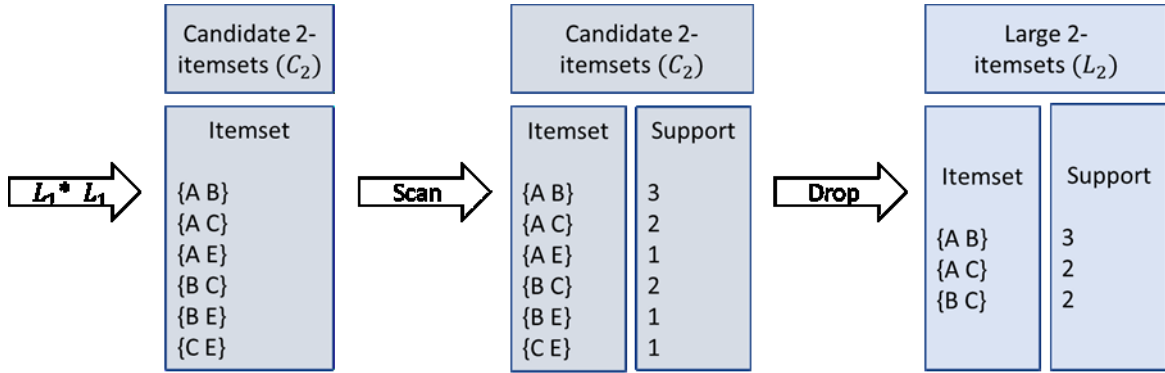 Candidate 2-
itemsets (𝐶₂)
Candidate 2-
itemsets (𝐶₂)
Large 2-
itemsets (𝐿₂)
𝐿₁* 𝐿₁
Itemset
{A B}
{A C}
{A E}
{B C}
{B E}
{C E}
Scan
Itemset Support
{A B} 3
{A C} 2
{A E} 1
{B C} 2
{B E} 1
{C E} 1
Drop
Itemset Support
{A B} 3
{A C} 2
{B C} 2